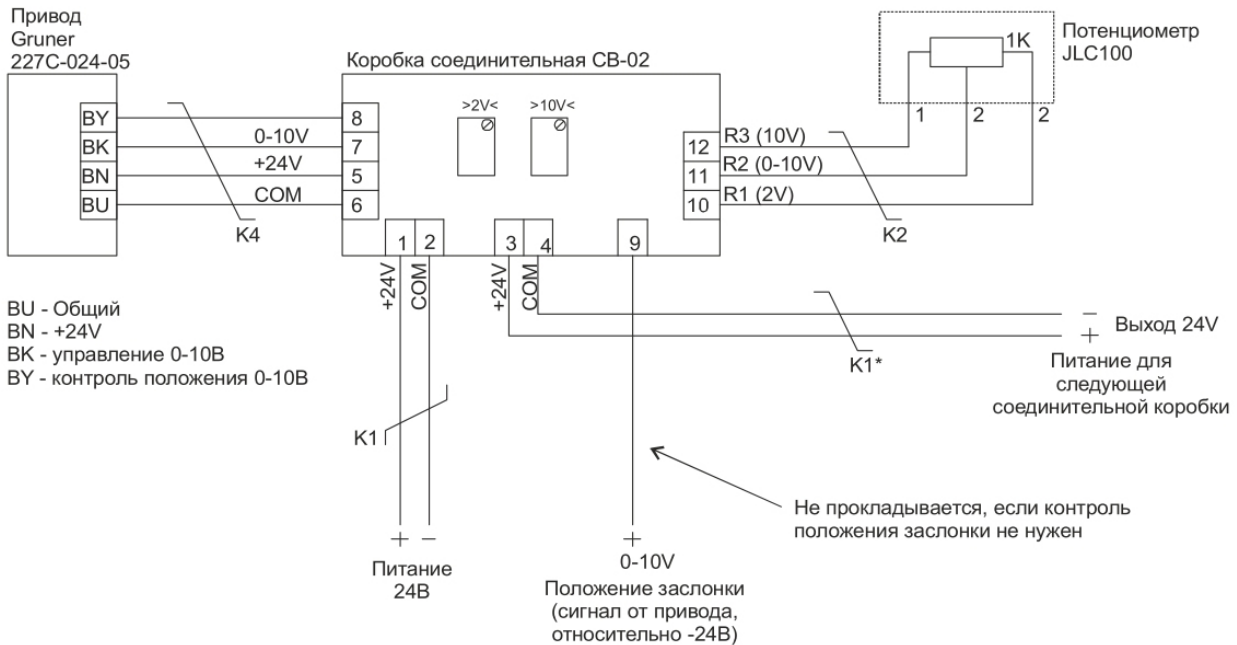 Привод
Gruner
227C-024-05
Коробка соединительная СВ-02
Потенциометр
JLC100
1K
1 2 2
>2V< >10V<
BY
BK
BN
BU
0-10V
+24V
COM
K4
8
7
5
6
12
11
10
R3 (10V)
R2 (0-10V)
R1 (2V)
K2
1 2 3 4 9
+24V
COM
+24V
COM
BU - Общий
BN - +24V
BK - управление 0-10В
BY - контроль положения 0-10В
K1
K1*
− Выход 24V
+
Питание для
следующей
соединительной коробки
Не прокладывается, если контроль
положения заслонки не нужен
+ −
Питание
24В
+
0-10V
Положение заслонки
(сигнал от привода,
относительно -24В)